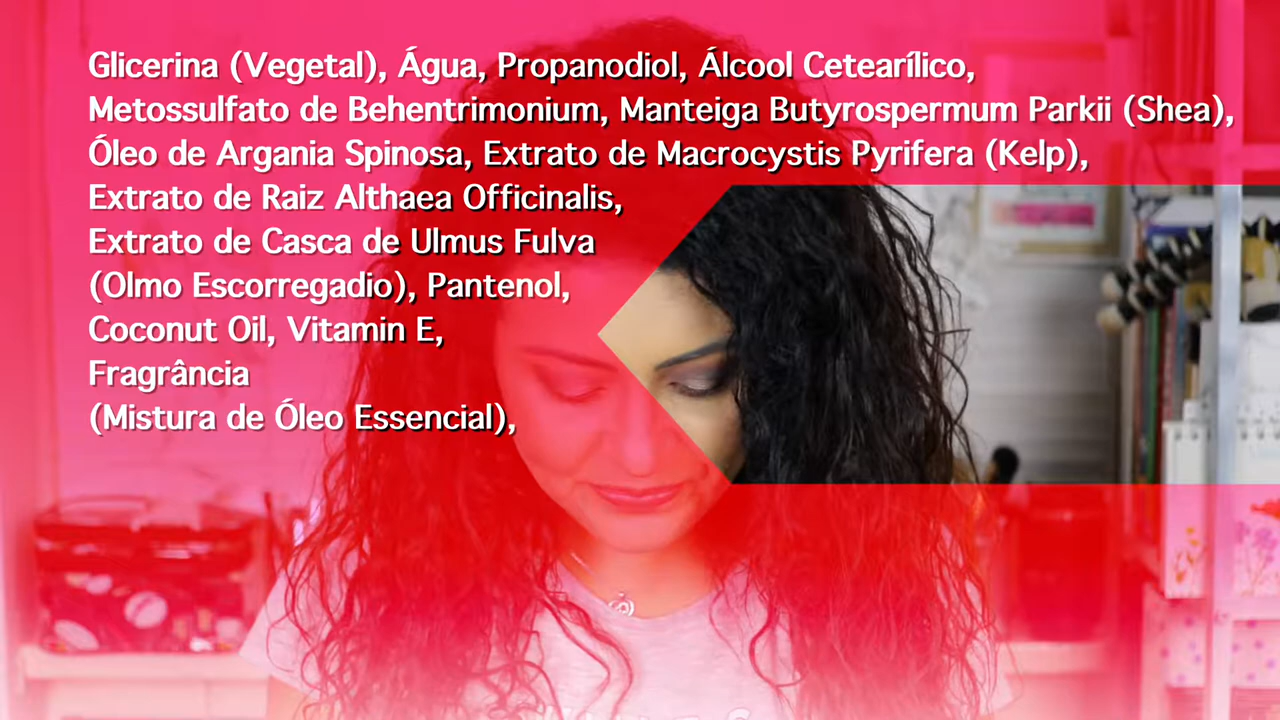 Glicerina (Vegetal), Água, Propanodiol, Álcool Cetearílico,
Metossulfato de Behentrimonium, Manteiga Butyrospermum Parkii (Shea),
Óleo de Argania Spinosa, Extrato de Macrocystis Pyrifera (Kelp),
Extrato de Raiz Althaea Officinalis,
Extrato de Casca de Ulmus Fulva
(Olmo Escorregadio), Pantenol,
Coconut Oil, Vitamin E,
Fragrância
(Mistura de Óleo Essencial),